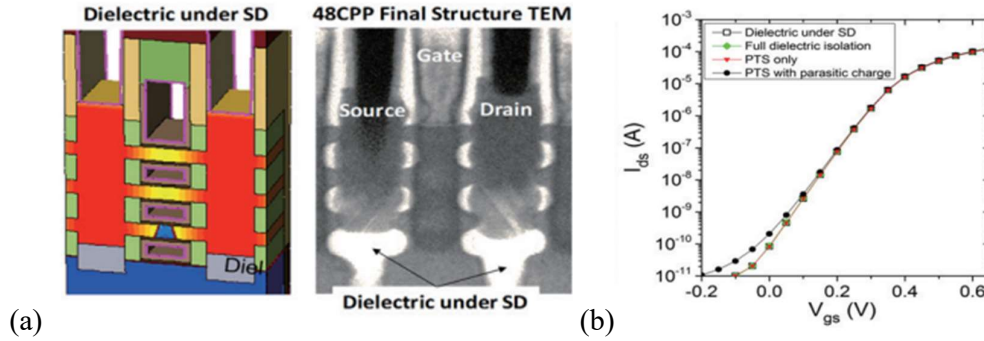 Dielectric under SD
48CPP Final Structure TEM
Diel
Gate
Source
Drain
Dielectric under SD
(a)
10-3
10-4
10-5
10-6
10-7
10-8
10-9
10-10
10-11
Ids (A)
Dielectric under SD
Full dielectric isolation
PTS only
PTS with parasitic charge
-0.2 0.0 0.2 0.4 0.6
Vgs (V)
(b)